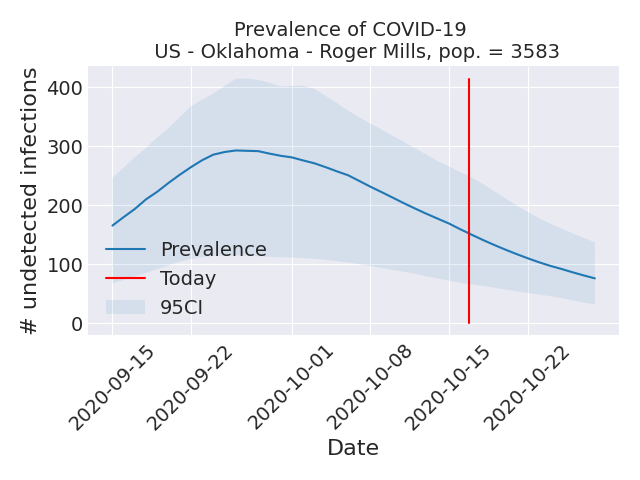 Prevalence of COVID-19
US - Oklahoma - Roger Mills, pop. = 3583
# undetected infections
400
300
200
100
0
Prevalence
Today
95CI
2020-09-15
2020-09-22
2020-10-01
2020-10-08
2020-10-15
2020-10-22
Date